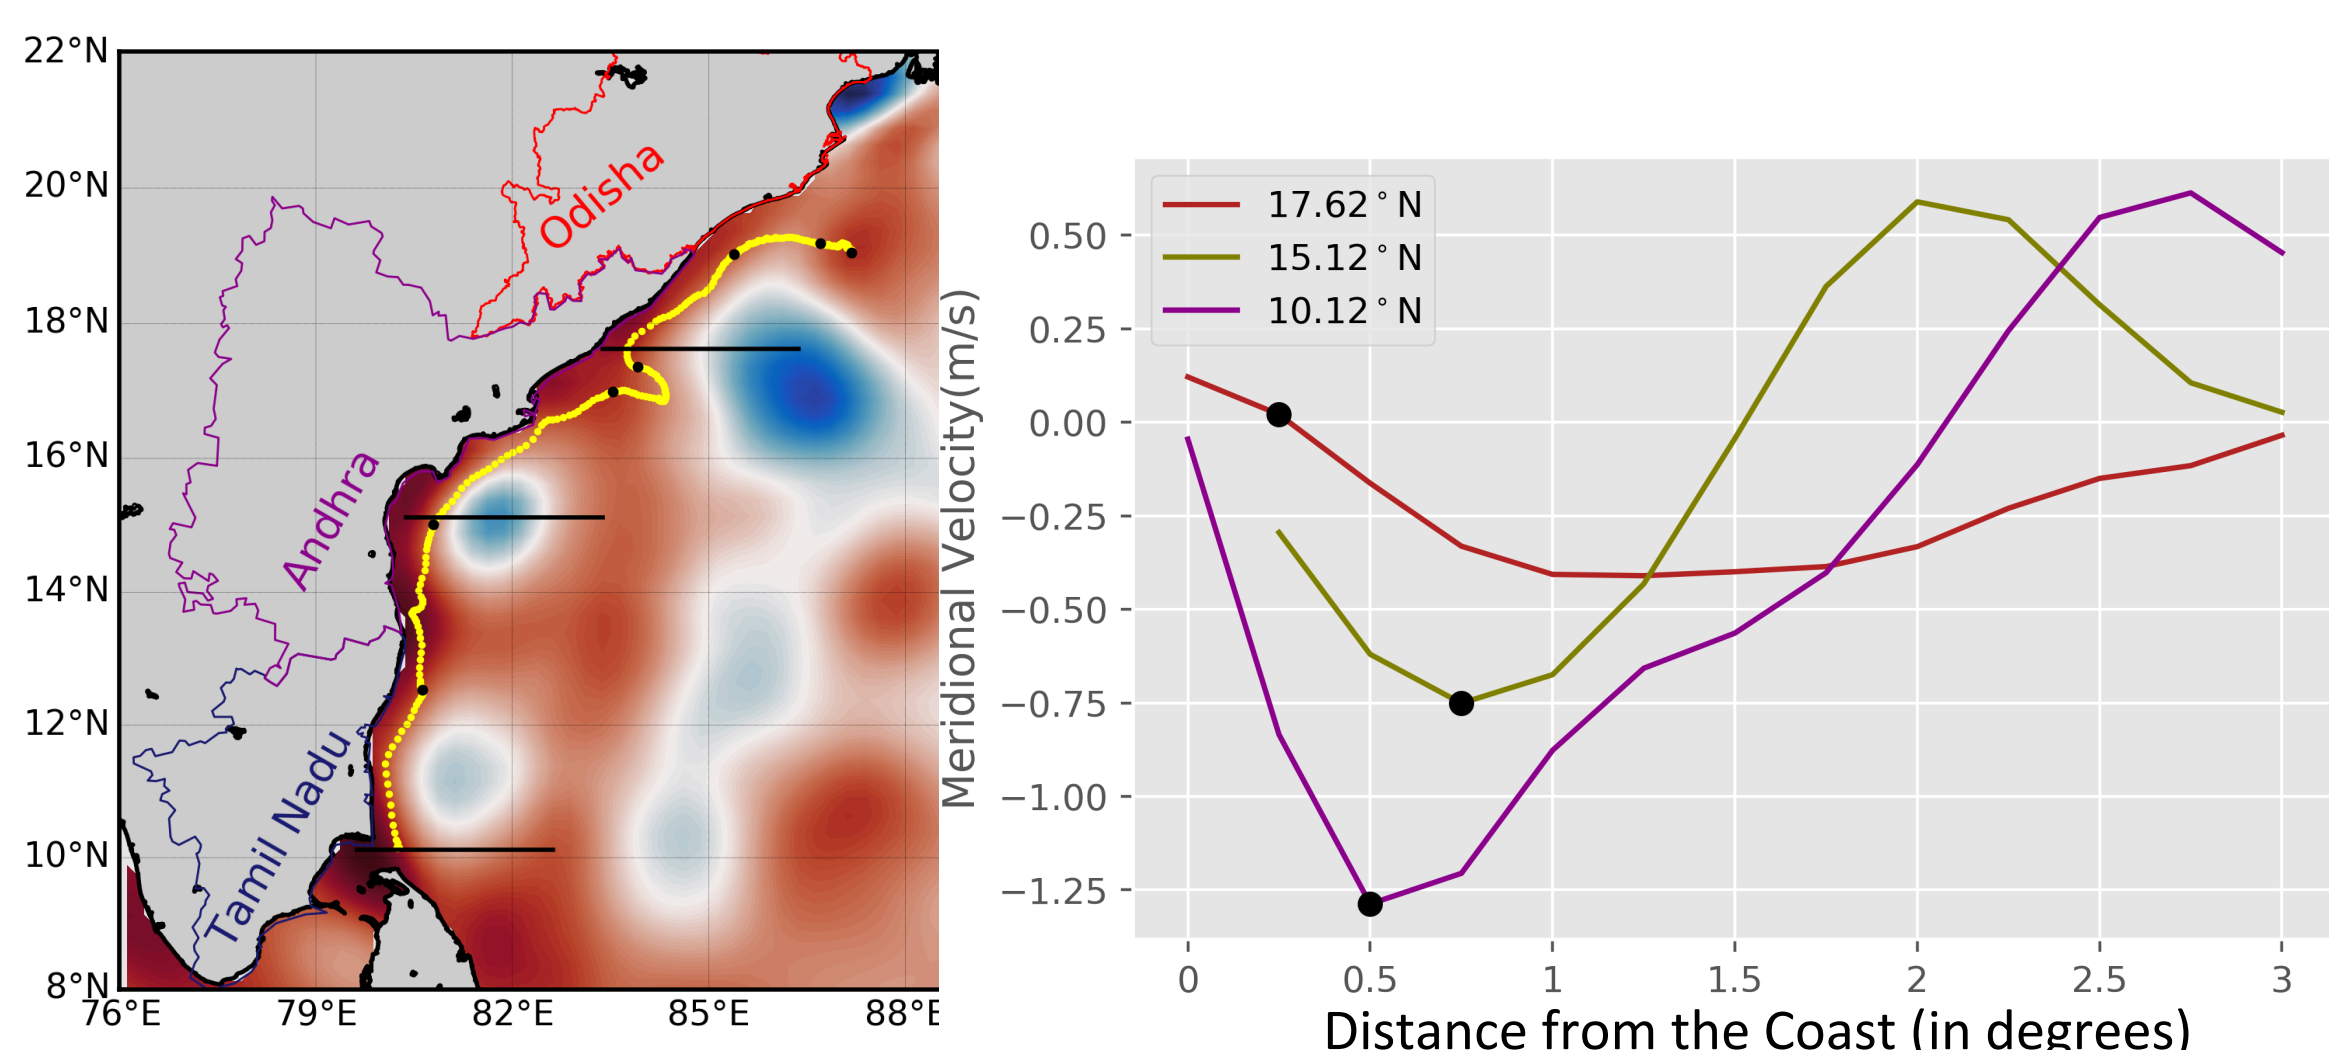 22°N
20°N
18°N
16°N
14°N
12°N
10°N
8°N
76°E
79°E
82°E
85°E
88°E
Odisha
Andhra
Tamil Nadu
Meridional Velocity(m/s)
17.62°N
15.12°N
10.12°N
0.50
0.25
0.00
−0.25
−0.50
−0.75
−1.00
−1.25
0
0.5
1
1.5
2
2.5
3
Distance from the Coast (in degrees)